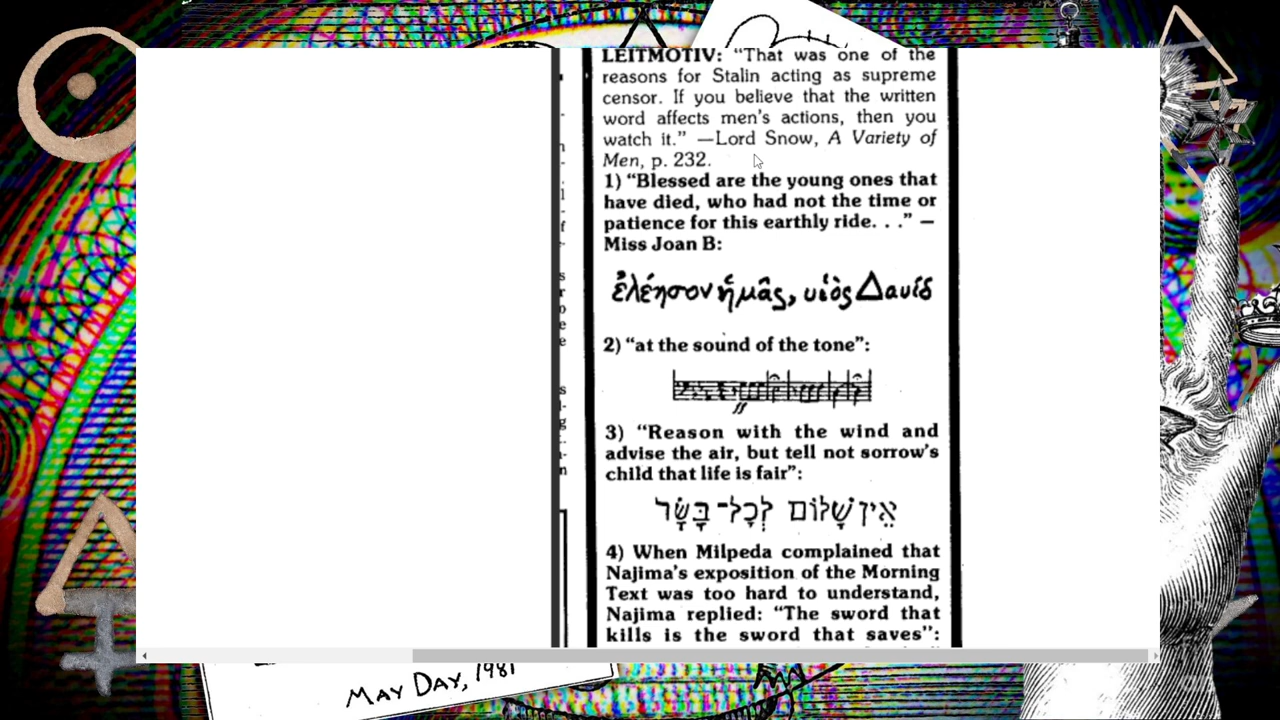 LEITMOTIV: “That was one of the
reasons for Stalin acting as supreme
censor. If you believe that the written
word affects men's actions, then you
watch it.” —Lord Snow, A Variety of
Men, p. 232.
1) “Blessed are the young ones that
have died, who had not the time or
patience for this earthly ride. . .” —
Miss Joan B:
ἐλέησον ἡμᾶς, υἱὸς Δαυίδ
2) “at the sound of the tone”:
ff
3) “Reason with the wind and
advise the air, but tell not sorrow's
child that life is fair”:
אֵין שָׁלוֹם לְכָל־בָּשָׂר
4) When Milpeda complained that
Najima's exposition of the Morning
Text was too hard to understand,
Najima replied: “The sword that
kills is the sword that saves”:
MAY DAY, 1981